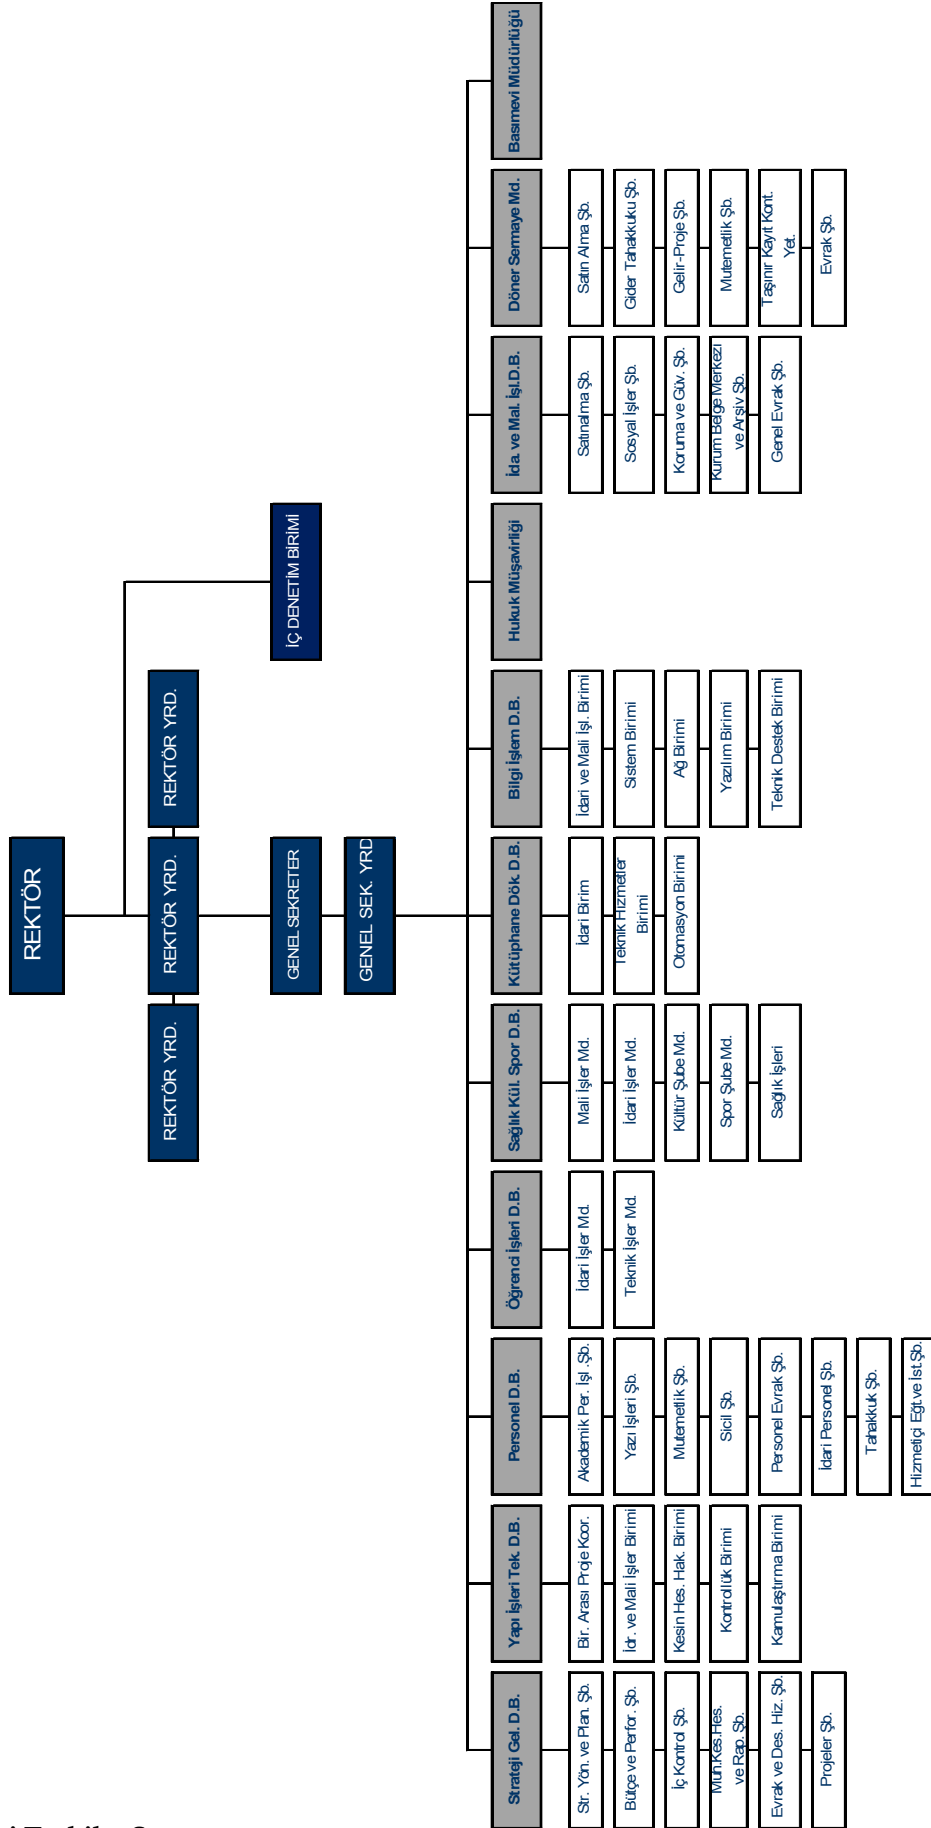 REKTÖR
REKTÖR YRD.
REKTÖR YRD.
REKTÖR YRD.
İÇ DENETİM BİRİMİ
GENEL SEKRETER
GENEL SEK. YRD
Strateji Gel. D.B.
Str. Yön. ve Plan. Şb.
Bütçe ve Perfor. Şb.
İç Kontrol Şb.
Muh.Kes.Hes.
ve Rap. Şb.
Evrak ve Des. Hiz. Şb.
Projeler Şb.
Yapı İşleri Tek. D.B.
Bir. Arası Proje Koor.
İdr. ve Mali İşler Birimi
Kesin Hes. Hak. Birimi
Kontrollük Birimi
Kamulaştırma Birimi
Personel D.B.
Akademik Per. İşl .Şb.
Yazı İşleri Şb.
Mutemetlik Şb.
Sicil Şb.
Personel Evrak Şb.
İdari Personel Şb.
Tahakkuk Şb.
Hizmetiçi Eğt.ve İst.Şb.
Öğrenci İşleri D.B.
İdari İşler Md.
Teknik İşler Md.
Sağlık Kül. Spor D.B.
Mali İşler Md.
İdari İşler Md.
Kültür Şube Md.
Spor Şube Md.
Sağlık İşleri
Kütüphane Dök. D.B.
İdari Birim
Teknik Hizmetler
Birimi
Otomasyon Birimi
Bilgi İşlem D.B.
İdari ve Mali İşl. Birimi
Sistem Birimi
Ağ Birimi
Yazılım Birimi
Teknik Destek Birimi
Hukuk Müşavirliği
İda. ve Mal. İşl.D.B.
Satınalma Şb.
Sosyal İşler Şb.
Koruma ve Güv. Şb.
Kurum Belge Merkezi
ve Arşiv Şb.
Genel Evrak Şb.
Döner Sermaye Md.
Satın Alma Şb.
Gider Tahakkuku Şb.
Gelir-Proje Şb.
Mutemetlik Şb.
Taşınır Kayıt Kont.
Yet.
Evrak Şb.
Basımevi Müdürlüğü